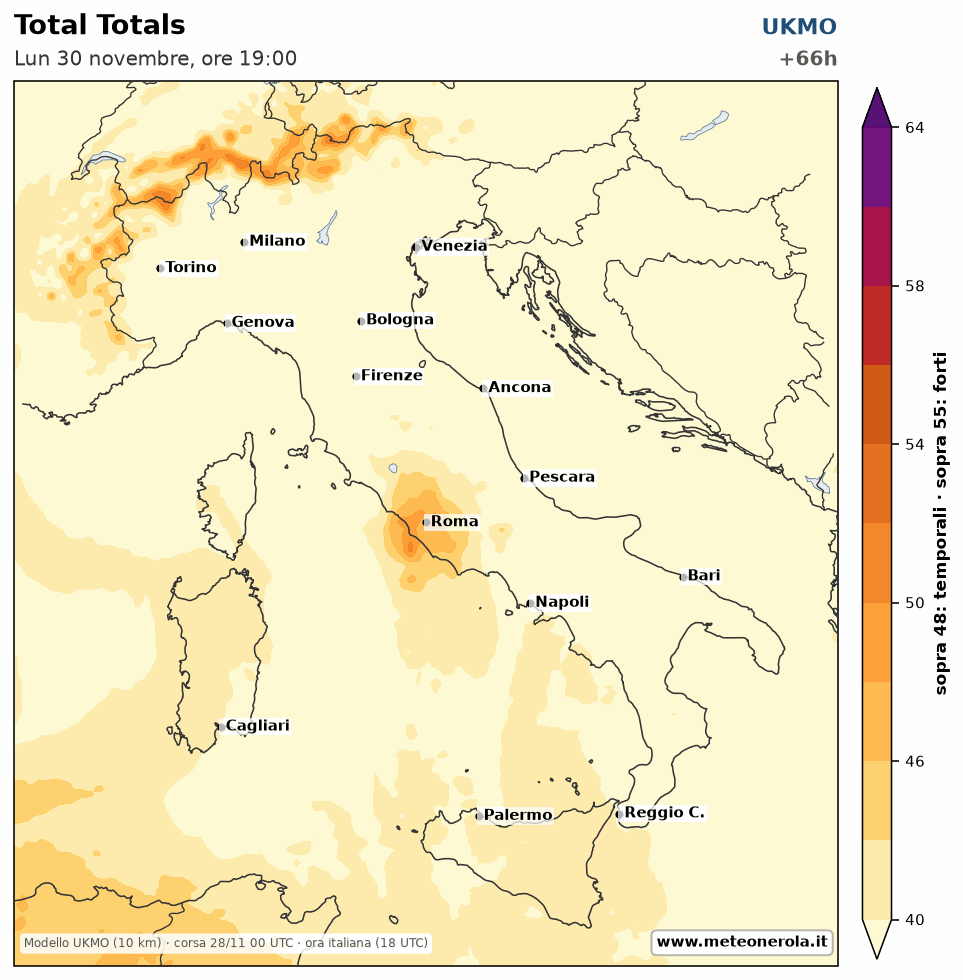 Total Totals
UKMO
Lun 30 novembre, ore 19:00
+66h
64
58
54
50
46
40
sopra 48: temporali · sopra 55: forti
Milano
Venezia
Torino
Genova
Bologna
Firenze
Ancona
Pescara
Roma
Bari
Napoli
Cagliari
Palermo
Reggio C.
Modello UKMO (10 km) · corsa 28/11 00 UTC · ora italiana (18 UTC)
www.meteonerola.it